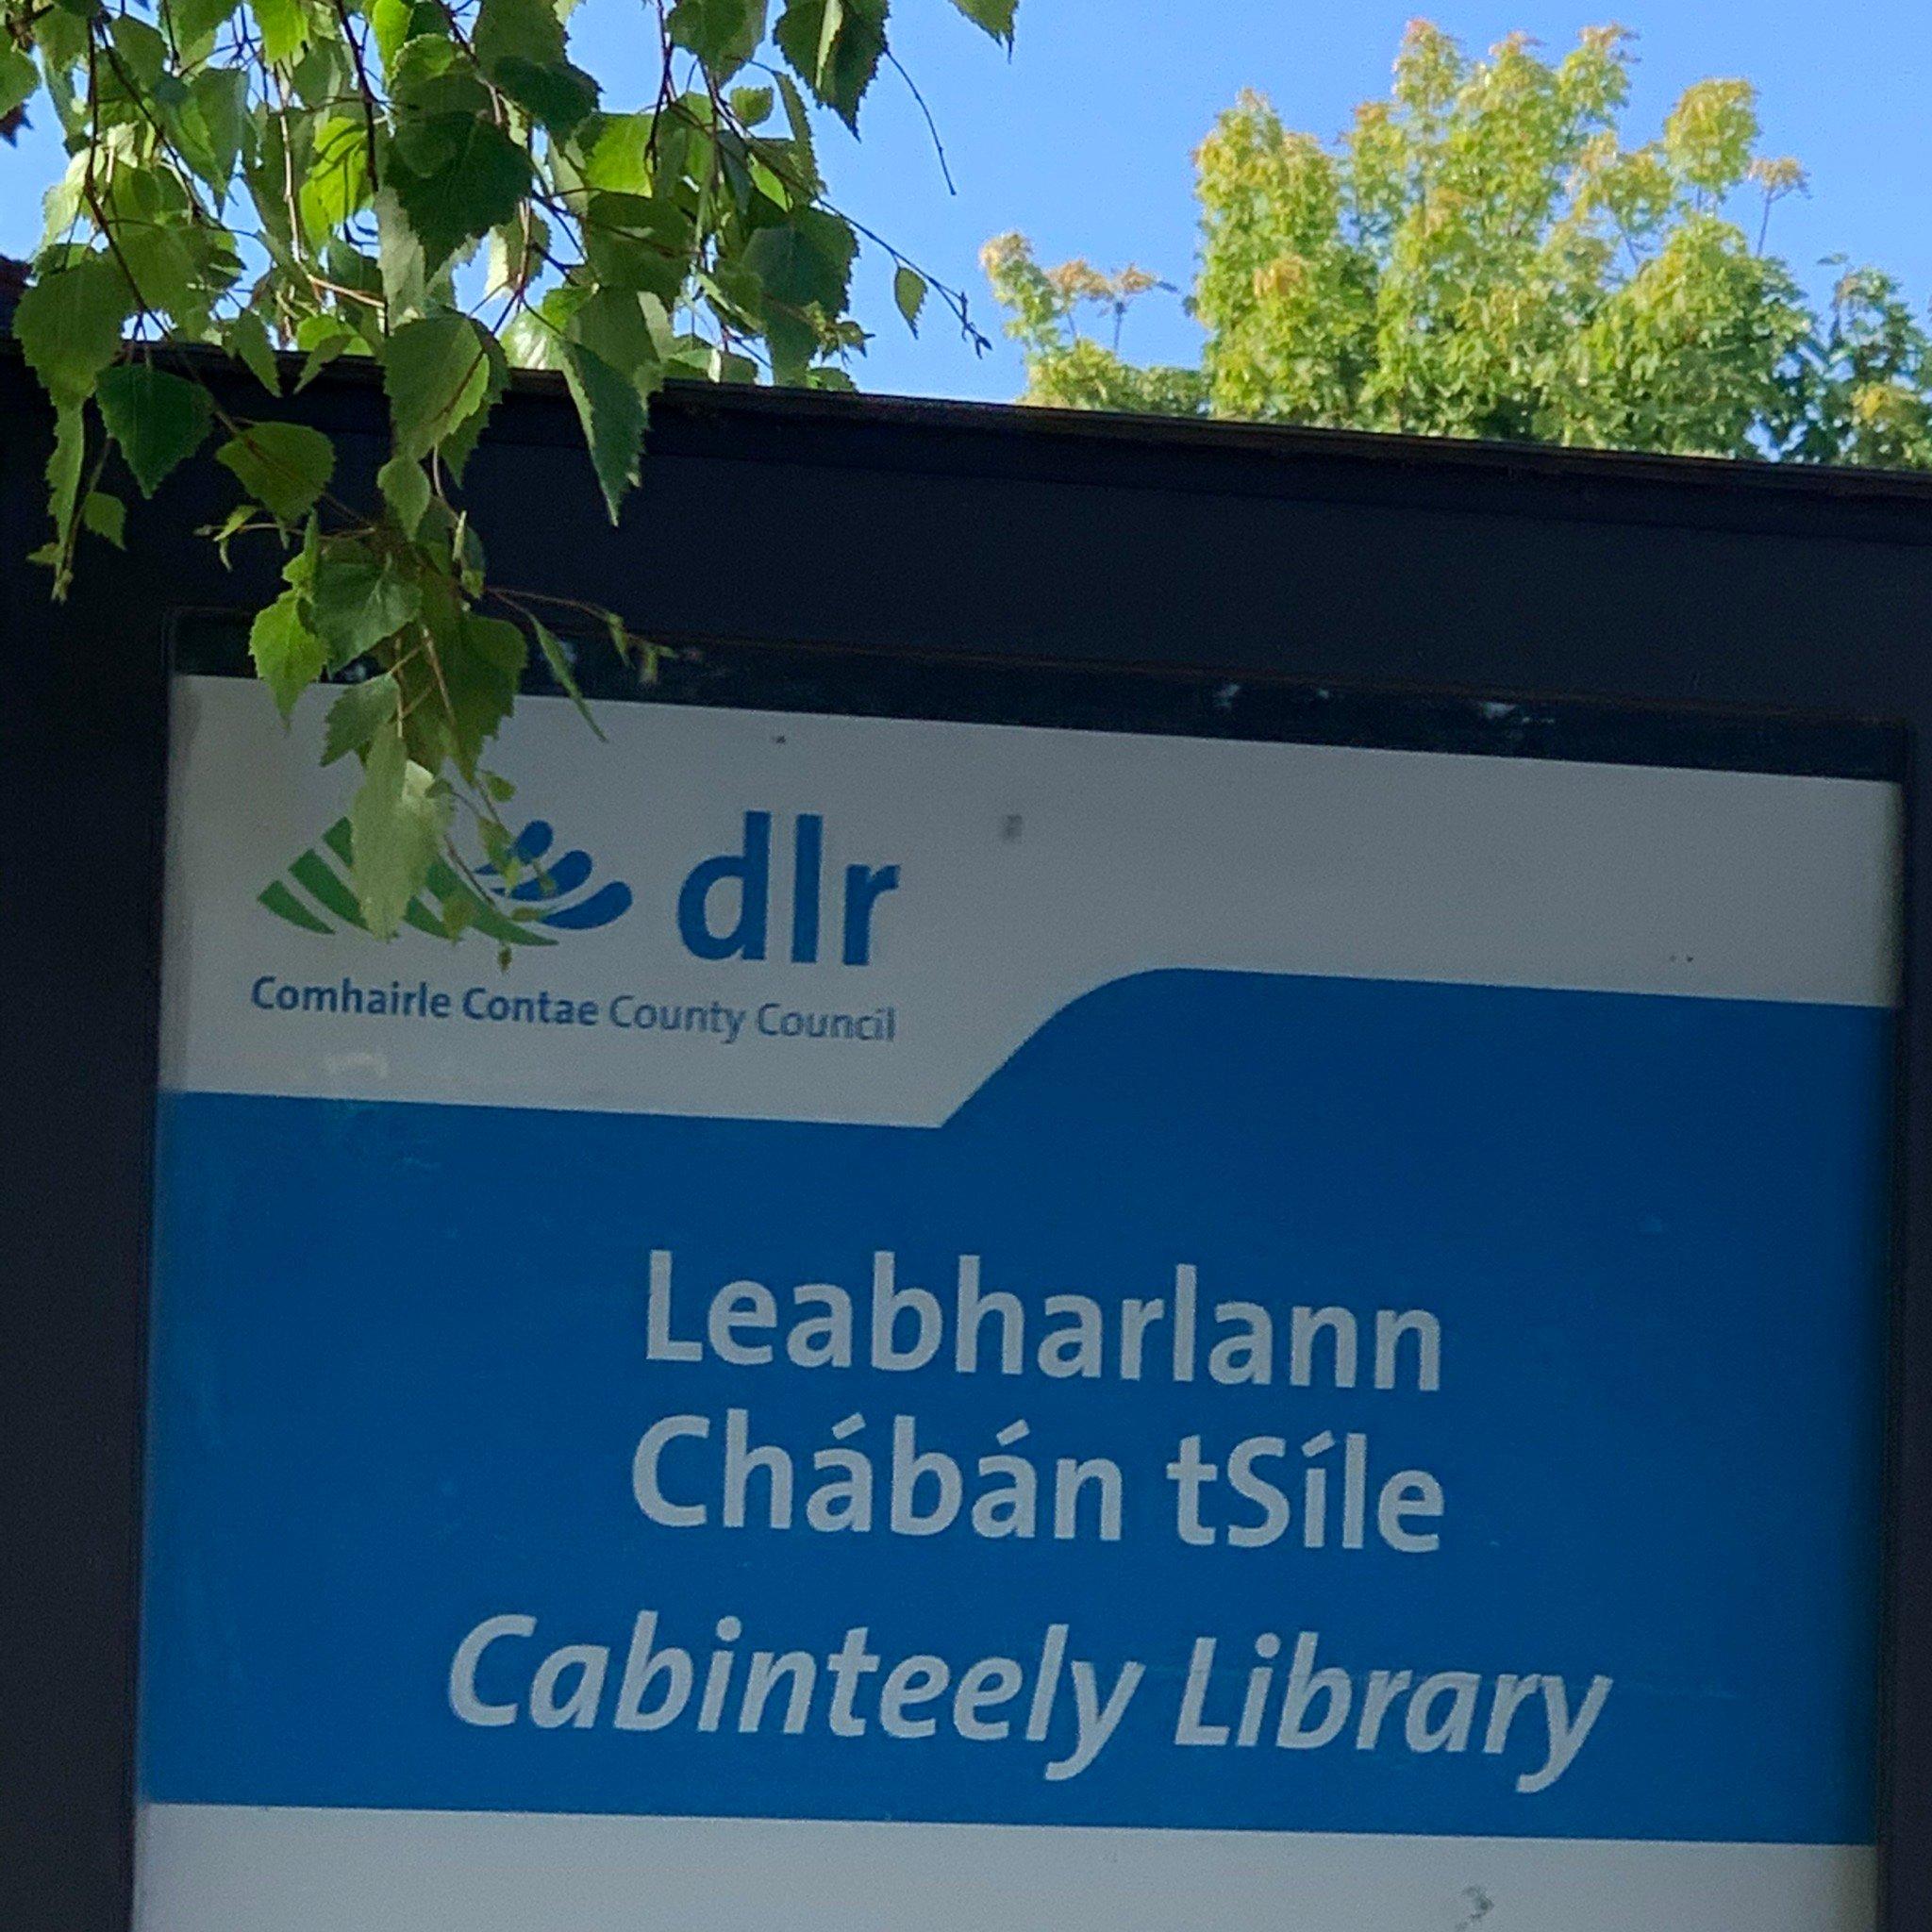 dlr
Comhairle Contae County Council
Leabharlann
Chábán tSíle
Cabinteely Library